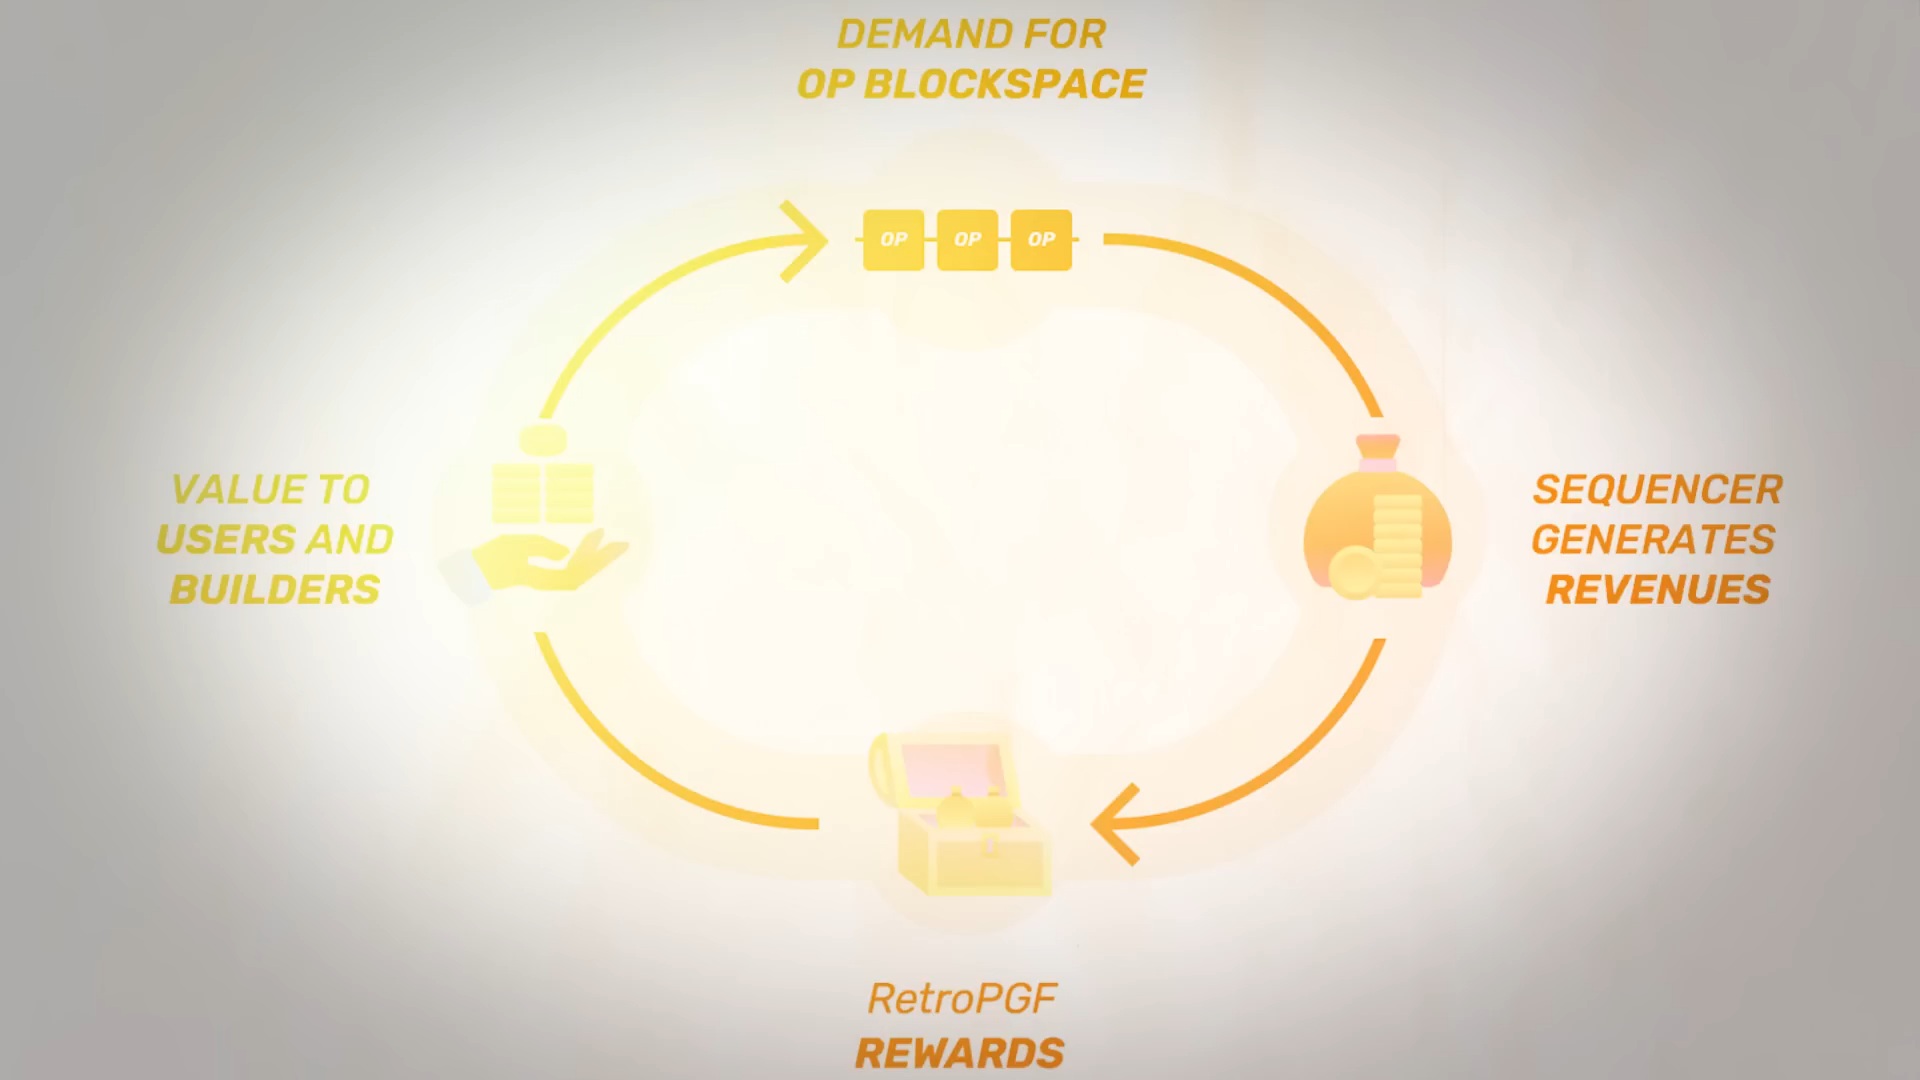 DEMAND FOR
OP BLOCKSPACE
OP OP OP
VALUE TO
USERS AND
BUILDERS
SEQUENCER
GENERATES
REVENUES
RetroPGF
REWARDS